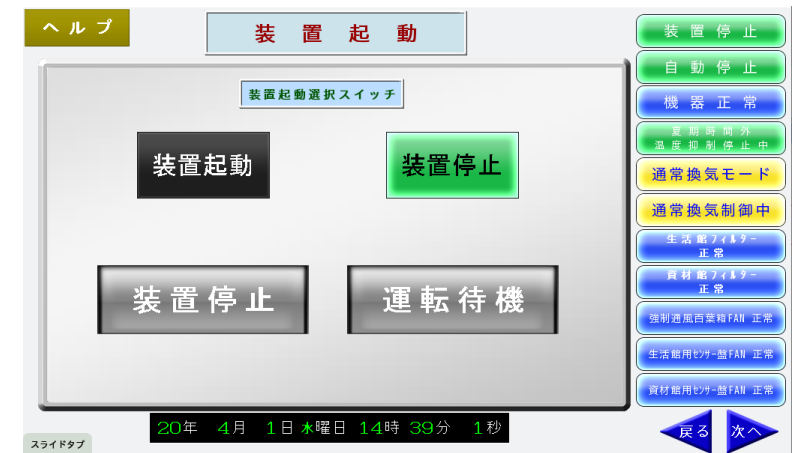 ヘルプ
装置起動
装置起動選択スイッチ
装置起動
装置停止
装置停止
運転待機
20年 4月 1日水曜日 14時 39分 1秒
スライドタブ
装置停止
自動停止
機器正常
夏期時間外
温度抑制停止中
通常換気モード
通常換気制御中
生活館フィルター
正常
資材館フィルター
正常
強制通風百葉箱FAN 正常
生活館用センサー盤FAN 正常
資材館用センサー盤FAN 正常
戻る
次へ